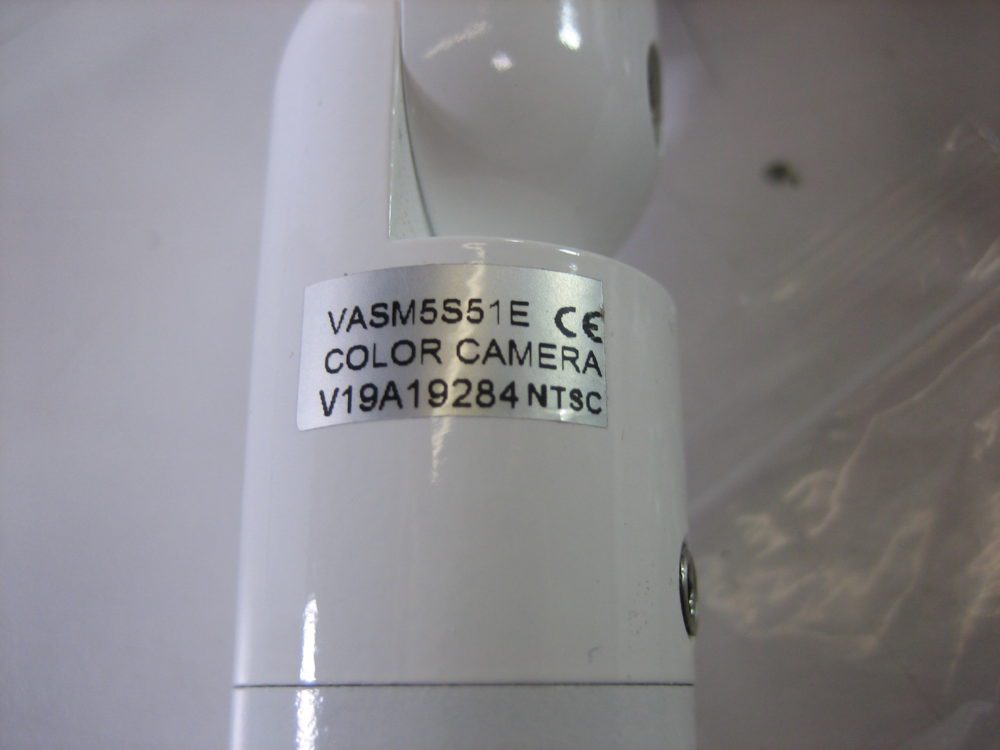 VASM5S51E CE
COLOR CAMERA
V19A19284 NTSC